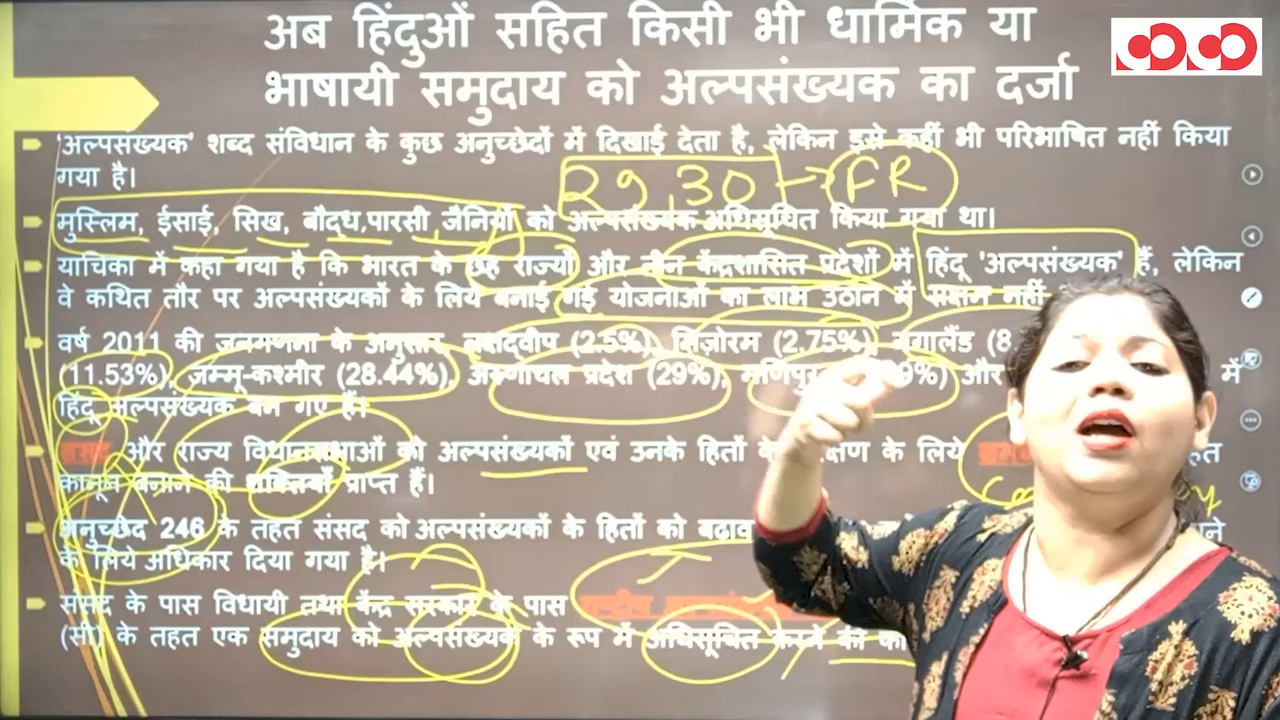 अब हिंदुओं सहित किसी भी धार्मिक या
भाषायी समुदाय को अल्पसंख्यक का दर्जा
'अल्पसंख्यक' शब्द संविधान के कुछ अनुच्छेदों में दिखाई देता है, लेकिन इसे कहीं भी परिभाषित नहीं किया
गया है।
29,30 → FR
मुस्लिम, ईसाई, सिख, बौद्ध,पारसी ,जैनियों को अल्पसंख्यक अधिसूचित किया गया था।
याचिका में कहा गया है कि भारत के छह राज्यों और तीन केंद्रशासित प्रदेशों में हिंदू 'अल्पसंख्यक' हैं, लेकिन
वे कथित तौर पर अल्पसंख्यकों के लिये बनाई गई योजनाओं का लाभ उठाने में सक्षम नहीं
वर्ष 2011 की जनगणना के अनुसार, लक्षद्वीप (2.5%), मिज़ोरम (2.75%), नगालैंड (8.
(11.53%), जम्मू-कश्मीर (28.44%), अरुणाचल प्रदेश (29%), मणिपुर 9%) और में
हिंदू अल्पसंख्यक बन गए हैं।
संसद और राज्य विधानसभाओं को अल्पसंख्यकों एवं उनके हितों के लिये
कानून बनाने की शक्तियाँ प्राप्त हैं।
अनुच्छेद 246 के तहत संसद को अल्पसंख्यकों के हितों को बढ़ाव
के लिये अधिकार दिया गया है।
संसद के पास विधायी तथा केंद्र सरकार के पास
(सी) के तहत एक समुदाय को अल्पसंख्यक के रूप में अधिसूचित करने की